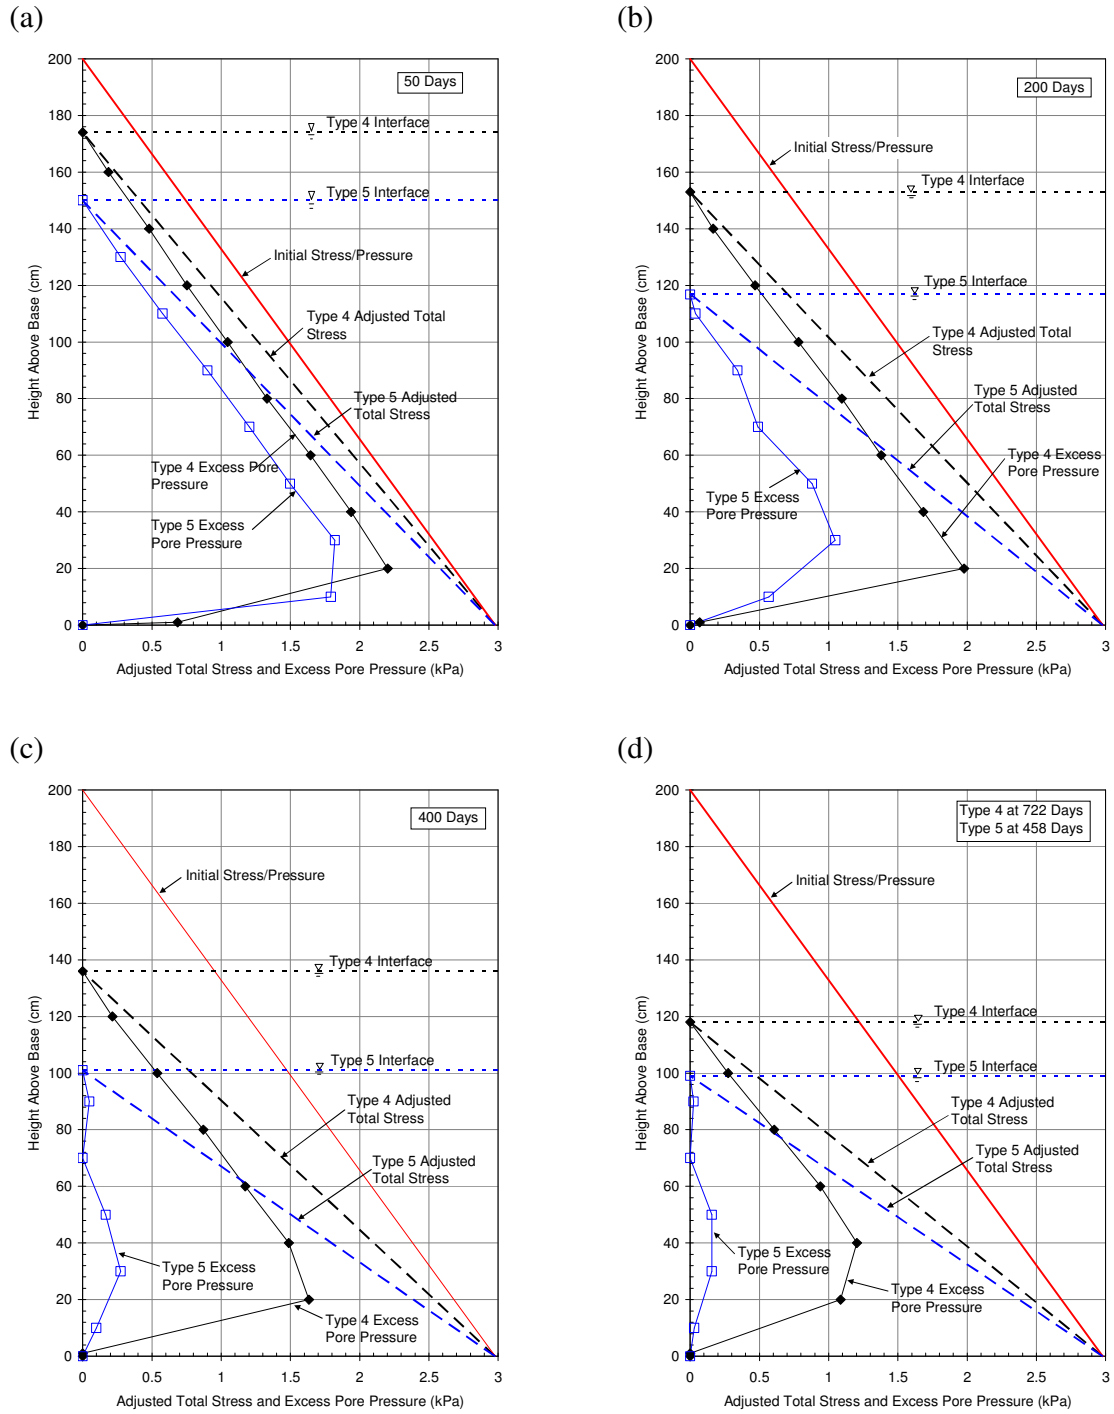 (a)
200
180
160
140
120
100
80
60
40
20
0
Height Above Base (cm)
50 Days
Type 4 Interface
Type 5 Interface
Initial Stress/Pressure
Type 4 Adjusted Total
Stress
Type 5 Adjusted
Total Stress
Type 4 Excess Pore
Pressure
Type 5 Excess
Pore Pressure
0 0.5 1 1.5 2 2.5 3
Adjusted Total Stress and Excess Pore Pressure (kPa)
(b)
200
180
160
140
120
100
80
60
40
20
0
Height Above Base (cm)
200 Days
Initial Stress/Pressure
Type 4 Interface
Type 5 Interface
Type 4 Adjusted Total
Stress
Type 5 Adjusted
Total Stress
Type 4 Excess
Pore Pressure
Type 5 Excess
Pore Pressure
0 0.5 1 1.5 2 2.5 3
Adjusted Total Stress and Excess Pore Pressure (kPa)
(c)
200
180
160
140
120
100
80
60
40
20
0
Height Above Base (cm)
400 Days
Initial Stress/Pressure
Type 4 Interface
Type 5 Interface
Type 4 Adjusted
Total Stress
Type 5 Adjusted
Total Stress
Type 5 Excess
Pore Pressure
Type 4 Excess
Pore Pressure
0 0.5 1 1.5 2 2.5 3
Adjusted Total Stress and Excess Pore Pressure (kPa)
(d)
200
180
160
140
120
100
80
60
40
20
0
Height Above Base (cm)
Type 4 at 722 Days
Type 5 at 458 Days
Initial Stress/Pressure
Type 4 Interface
Type 5 Interface
Type 4 Adjusted
Total Stress
Type 5 Adjusted
Total Stress
Type 5 Excess
Pore Pressure
Type 4 Excess
Pore Pressure
0 0.5 1 1.5 2 2.5 3
Adjusted Total Stress and Excess Pore Pressure (kPa)